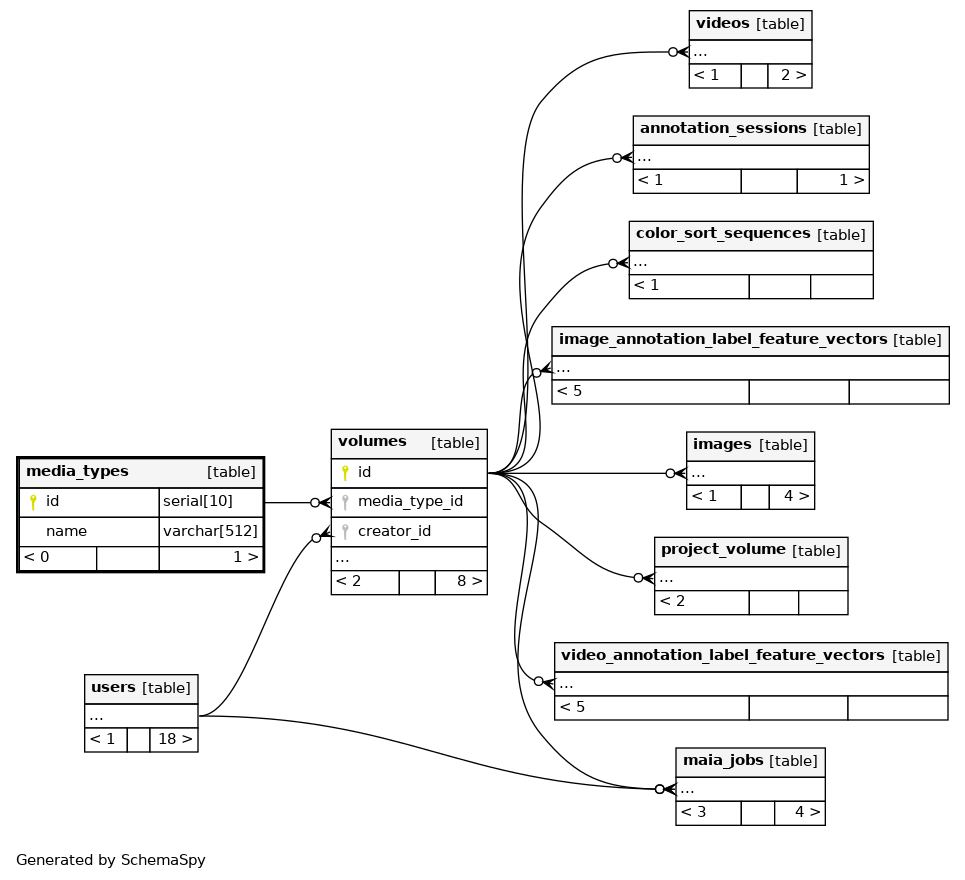 videos [table]
...
< 1 2 >
annotation_sessions [table]
...
< 1 1 >
color_sort_sequences [table]
...
< 1
image_annotation_label_feature_vectors [table]
...
< 5
volumes [table]
id
media_type_id
creator_id
...
< 2 8 >
media_types [table]
id serial[10]
name varchar[512]
< 0 1 >
images [table]
...
< 1 4 >
project_volume [table]
...
< 2
video_annotation_label_feature_vectors [table]
...
< 5
users [table]
...
< 1 18 >
maia_jobs [table]
...
< 3 4 >
Generated by SchemaSpy